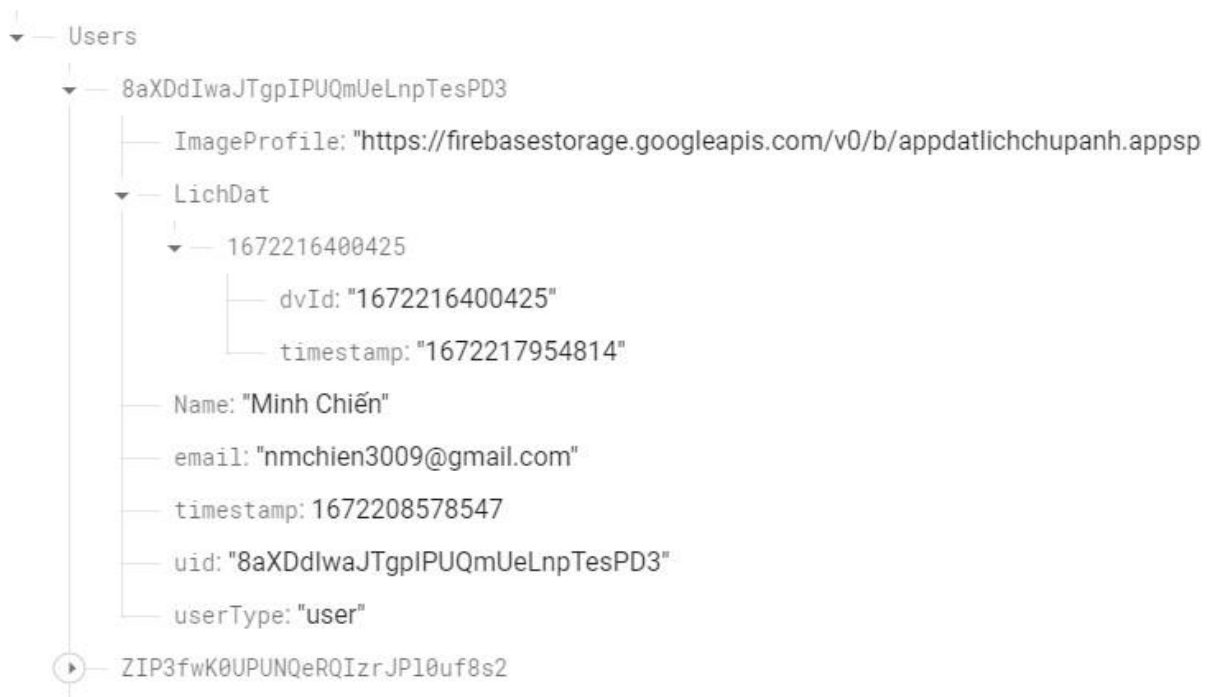 Users
8aXDdIwaJTgpIPUQmUeLnpTesPD3
ImageProfile: "https://firebasestorage.googleapis.com/v0/b/appdatlichchupanh.appsp
LichDat
1672216400425
dvId: "1672216400425"
timestamp: "1672217954814"
Name: "Minh Chiến"
email: "nmchien3009@gmail.com"
timestamp: 1672208578547
uid: "8aXDdIwaJTgpIPUQmUeLnpTesPD3"
userType: "user"
ZIP3fwK0UPUNQeRQIzrJPl0uf8s2